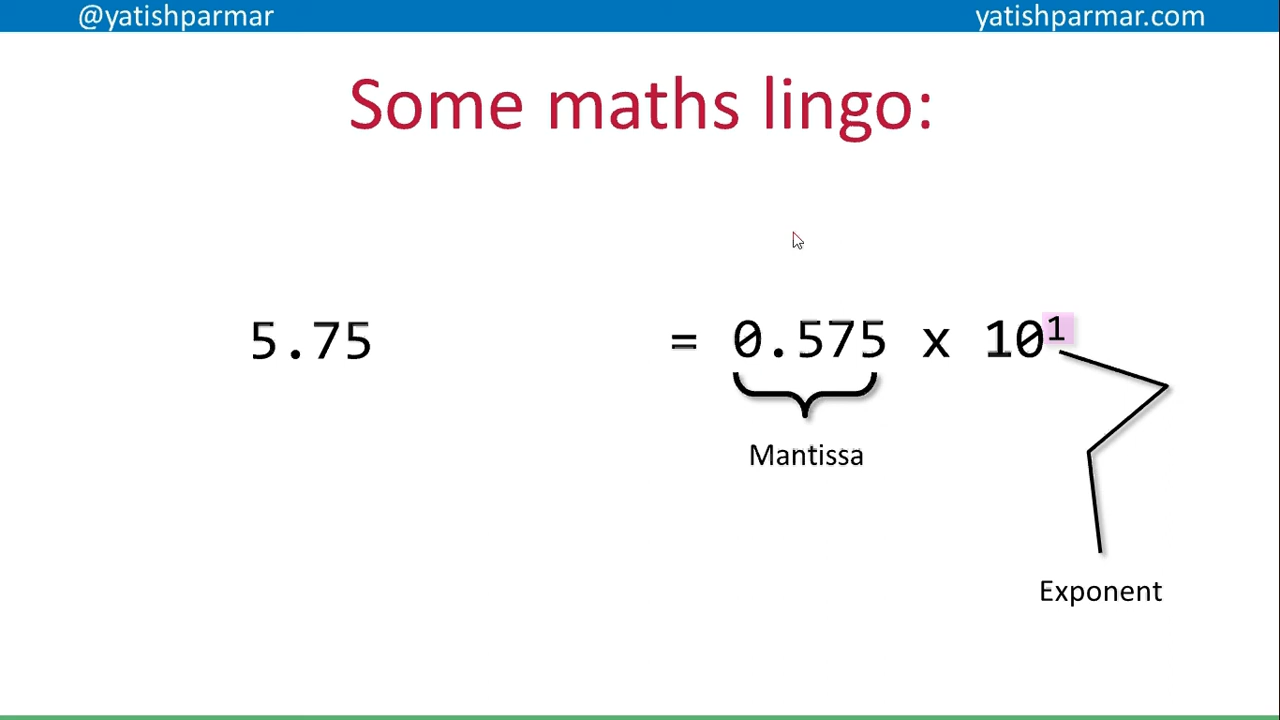 @yatishparmar yatishparmar.com
Some maths lingo:
5.75 = 0.575 x 10¹
Mantissa
Exponent